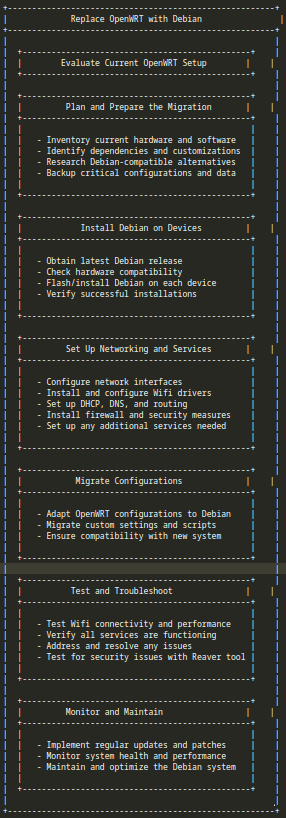 Replace OpenWRT with Debian
Evaluate Current OpenWRT Setup
Plan and Prepare the Migration
- Inventory current hardware and software
- Identify dependencies and customizations
- Research Debian-compatible alternatives
- Backup critical configurations and data
Install Debian on Devices
- Obtain latest Debian release
- Check hardware compatibility
- Flash/install Debian on each device
- Verify successful installations
Set Up Networking and Services
- Configure network interfaces
- Install and configure Wifi drivers
- Set up DHCP, DNS, and routing
- Install firewall and security measures
- Set up any additional services needed
Migrate Configurations
- Adapt OpenWRT configurations to Debian
- Migrate custom settings and scripts
- Ensure compatibility with new system
Test and Troubleshoot
- Test Wifi connectivity and performance
- Verify all services are functioning
- Address and resolve any issues
- Test for security issues with Reaver tool
Monitor and Maintain
- Implement regular updates and patches
- Monitor system health and performance
- Maintain and optimize the Debian system